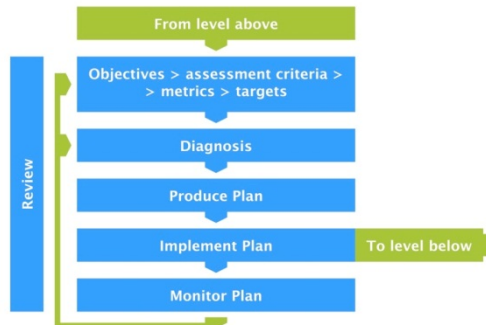 From level above
Objectives > assessment criteria >
> metrics > targets
Diagnosis
Produce Plan
Implement Plan
To level below
Monitor Plan
Review